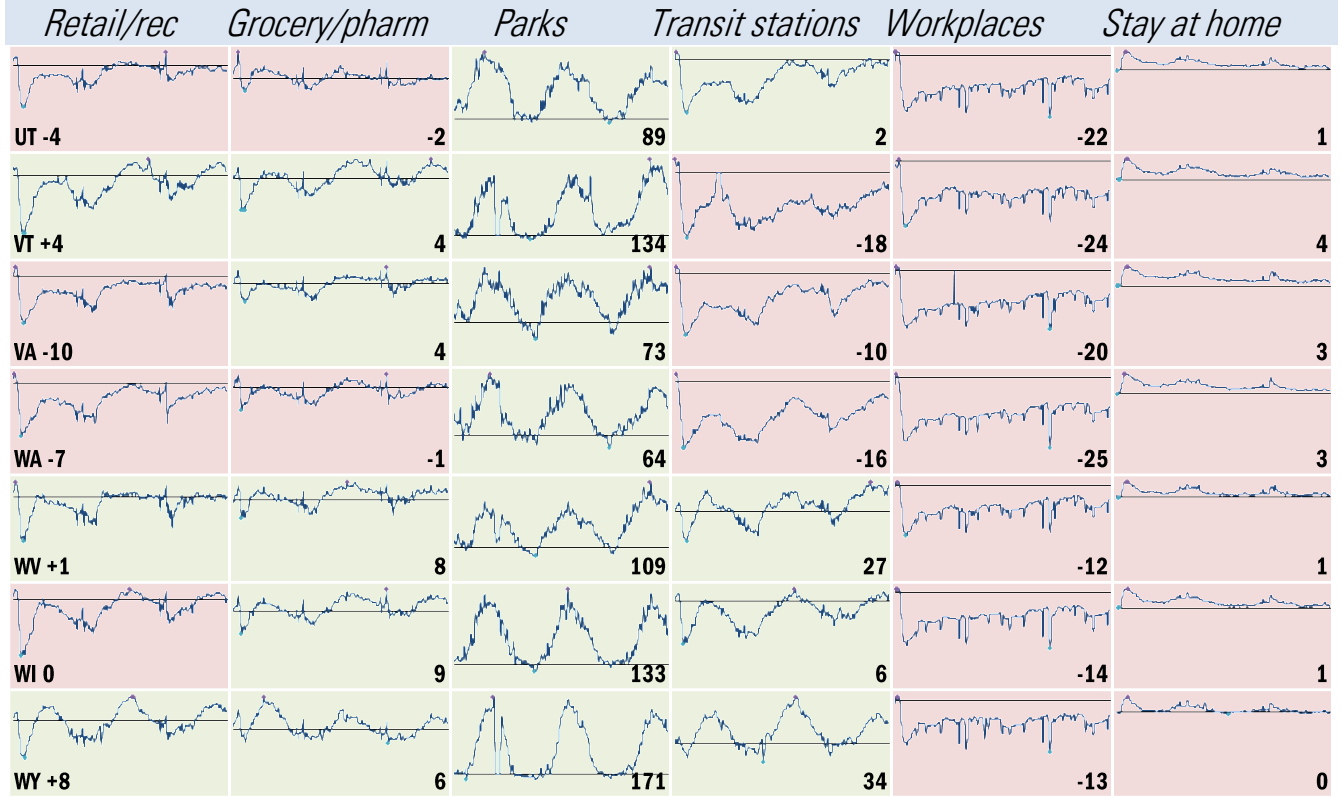 Retail/rec Grocery/pharm Parks Transit stations Workplaces Stay at home
UT -4 -2 89 2 -22 1
VT +4 4 134 -18 -24 4
VA -10 4 73 -10 -20 3
WA -7 -1 64 -16 -25 3
WV +1 8 109 27 -12 1
WI 0 9 133 6 -14 1
WY +8 6 171 34 -13 0